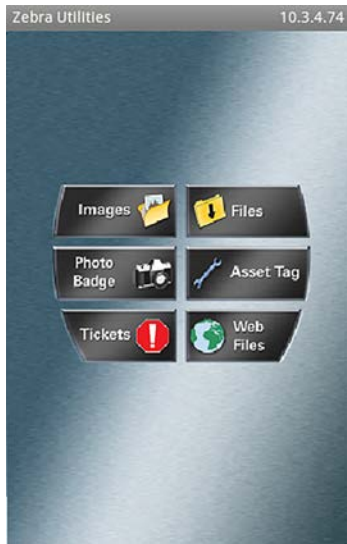 Zebra Utilities 10.3.4.74
Images
Files
Photo
Badge
Asset Tag
Tickets
Web
Files